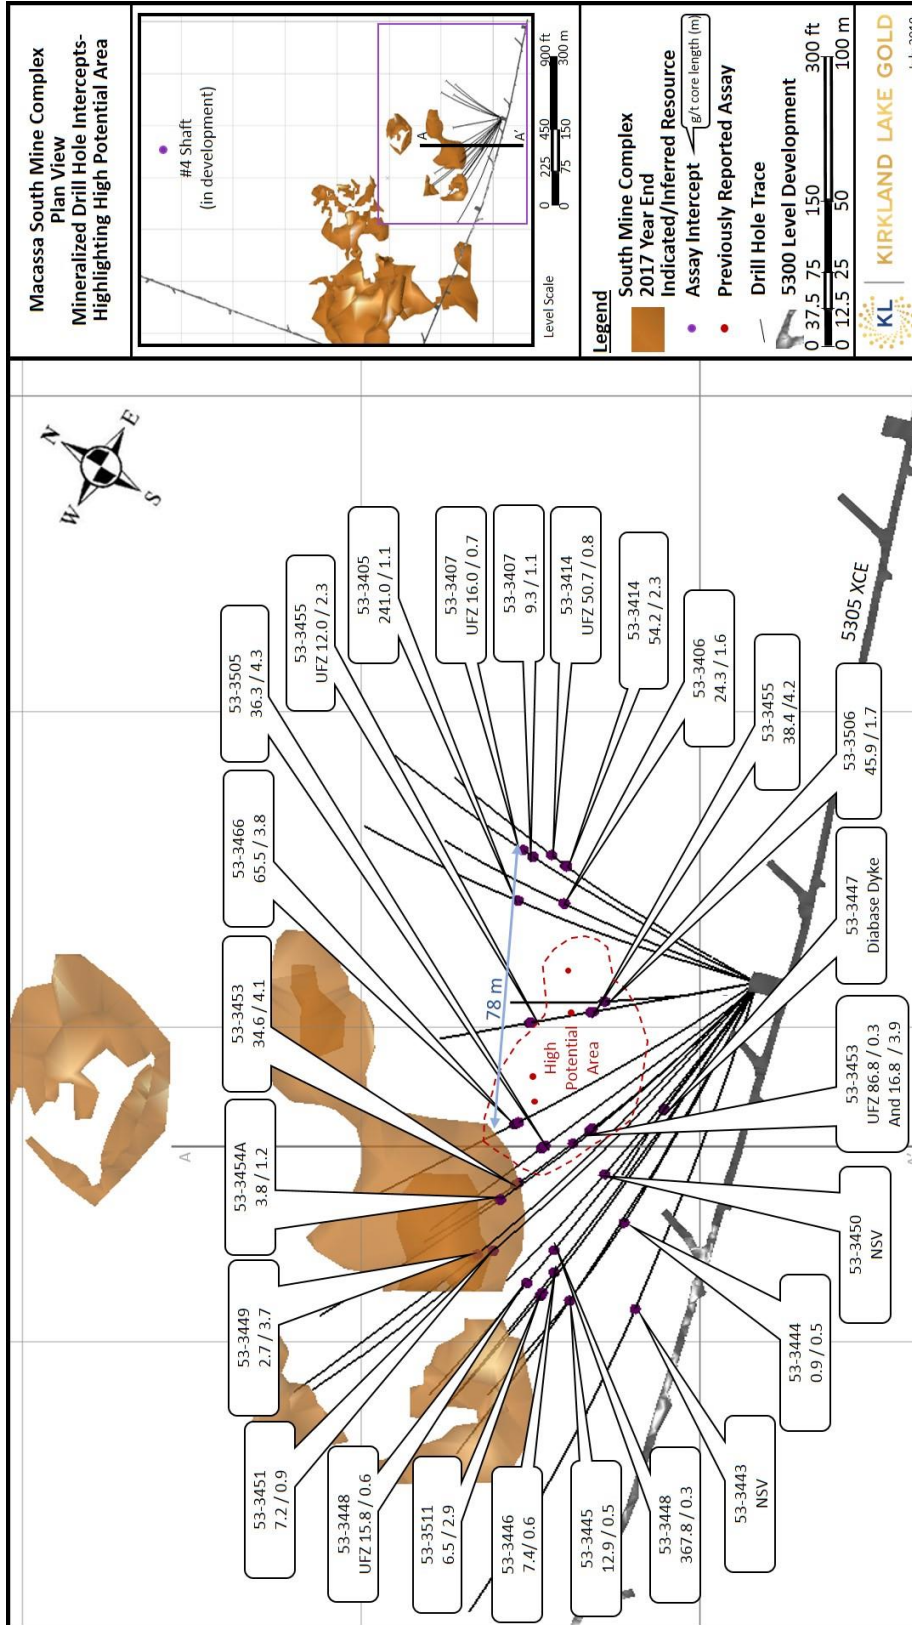 Macassa South Mine Complex
Plan View
Mineralized Drill Hole Intercepts-
Highlighting High Potential Area
#4 Shaft
(in development)
A
A'
Level Scale
0 225 450 900 ft
0 75 150 300 m
Legend
South Mine Complex
2017 Year End
Indicated/Inferred Resource
Assay Intercept
g/t core length (m)
Previously Reported Assay
Drill Hole Trace
5300 Level Development
0 37.5 75 150 300 ft
0 12.5 25 50 100 m
KL
KIRKLAND LAKE GOLD
N
E
S
W
53-3451
7.2 / 0.9
53-3449
2.7 / 3.7
53-3454A
3.8 / 1.2
53-3453
34.6 / 4.1
53-3466
65.5 / 3.8
53-3505
36.3 / 4.3
53-3455
UFZ 12.0 / 2.3
53-3405
241.0 / 1.1
53-3407
UFZ 16.0 / 0.7
53-3407
9.3 / 1.1
53-3414
UFZ 50.7 / 0.8
53-3414
54.2 / 2.3
53-3406
24.3 / 1.6
53-3455
38.4 /4.2
53-3506
45.9 / 1.7
53-3447
Diabase Dyke
53-3453
UFZ 86.8 / 0.3
And 16.8 / 3.9
53-3450
NSV
53-3444
0.9 / 0.5
53-3443
NSV
53-3448
367.8 / 0.3
53-3445
12.9 / 0.5
53-3446
7.4/ 0.6
53-3511
6.5 / 2.9
53-3448
UFZ 15.8 / 0.6
78 m
High
Potential
Area
5305 XCE
A